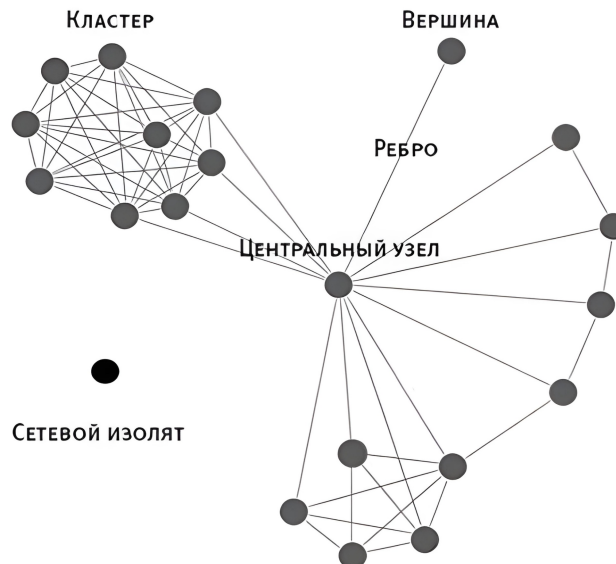 Кластер
Вершина
Ребро
Центральный узел
Сетевой изолят